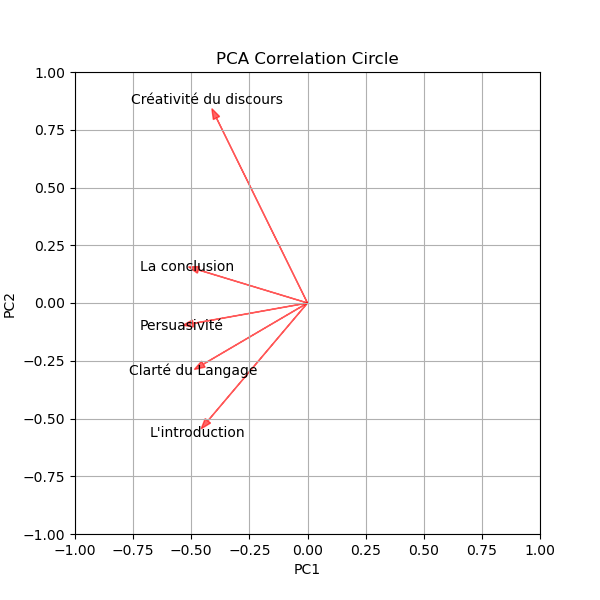 PCA Correlation Circle
1.00
Créativité du discours
0.75
0.50
0.25
La conclusion
0.00
PC2
Persuasivité
−0.25
Clarté du Langage
L'introduction
−0.50
−0.75
−1.00
−1.00 −0.75 −0.50 −0.25 0.00 0.25 0.50 0.75 1.00
PC1